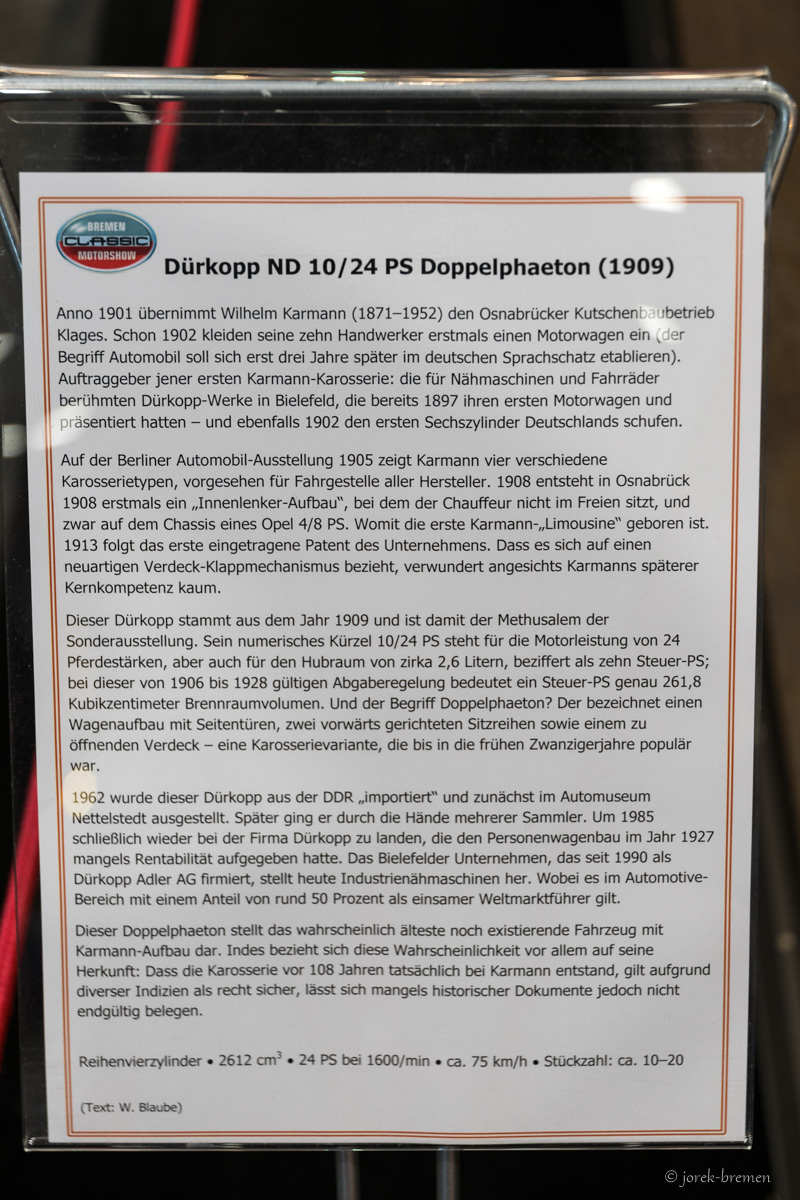 BREMEN
CLASSIC
MOTORSHOW
Dürkopp ND 10/24 PS Doppelphaeton (1909)
Anno 1901 übernimmt Wilhelm Karmann (1871–1952) den Osnabrücker Kutschenbaubetrieb
Klages. Schon 1902 kleiden seine zehn Handwerker erstmals einen Motorwagen ein (der
Begriff Automobil soll sich erst drei Jahre später im deutschen Sprachschatz etablieren).
Auftraggeber jener ersten Karmann-Karosserie: die für Nähmaschinen und Fahrräder
berühmten Dürkopp-Werke in Bielefeld, die bereits 1897 ihren ersten Motorwagen und
präsentiert hatten – und ebenfalls 1902 den ersten Sechszylinder Deutschlands schufen.
Auf der Berliner Automobil-Ausstellung 1905 zeigt Karmann vier verschiedene
Karosserietypen, vorgesehen für Fahrgestelle aller Hersteller. 1908 entsteht in Osnabrück
1908 erstmals ein „Innenlenker-Aufbau“, bei dem der Chauffeur nicht im Freien sitzt, und
zwar auf dem Chassis eines Opel 4/8 PS. Womit die erste Karmann-„Limousine“ geboren ist.
1913 folgt das erste eingetragene Patent des Unternehmens. Dass es sich auf einen
neuartigen Verdeck-Klappmechanismus bezieht, verwundert angesichts Karmanns späterer
Kernkompetenz kaum.
Dieser Dürkopp stammt aus dem Jahr 1909 und ist damit der Methusalem der
Sonderausstellung. Sein numerisches Kürzel 10/24 PS steht für die Motorleistung von 24
Pferdestärken, aber auch für den Hubraum von zirka 2,6 Litern, beziffert als zehn Steuer-PS;
bei dieser von 1906 bis 1928 gültigen Abgaberegelung bedeutet ein Steuer-PS genau 261,8
Kubikzentimeter Brennraumvolumen. Und der Begriff Doppelphaeton? Der bezeichnet einen
Wagenaufbau mit Seitentüren, zwei vorwärts gerichteten Sitzreihen sowie einem zu
öffnenden Verdeck – eine Karosserievariante, die bis in die frühen Zwanzigerjahre populär
war.
1962 wurde dieser Dürkopp aus der DDR „importiert“ und zunächst im Automuseum
Nettelstedt ausgestellt. Später ging er durch die Hände mehrerer Sammler. Um 1985
schließlich wieder bei der Firma Dürkopp zu landen, die den Personenwagenbau im Jahr 1927
mangels Rentabilität aufgegeben hatte. Das Bielefelder Unternehmen, das seit 1990 als
Dürkopp Adler AG firmiert, stellt heute Industrienähmaschinen her. Wobei es im Automotive-
Bereich mit einem Anteil von rund 50 Prozent als einsamer Weltmarktführer gilt.
Dieser Doppelphaeton stellt das wahrscheinlich älteste noch existierende Fahrzeug mit
Karmann-Aufbau dar. Indes bezieht sich diese Wahrscheinlichkeit vor allem auf seine
Herkunft: Dass die Karosserie vor 108 Jahren tatsächlich bei Karmann entstand, gilt aufgrund
diverser Indizien als recht sicher, lässt sich mangels historischer Dokumente jedoch nicht
endgültig belegen.
Reihenvierzylinder • 2612 cm³ • 24 PS bei 1600/min • ca. 75 km/h • Stückzahl: ca. 10–20
(Text: W. Blaube)
© jorek-bremen